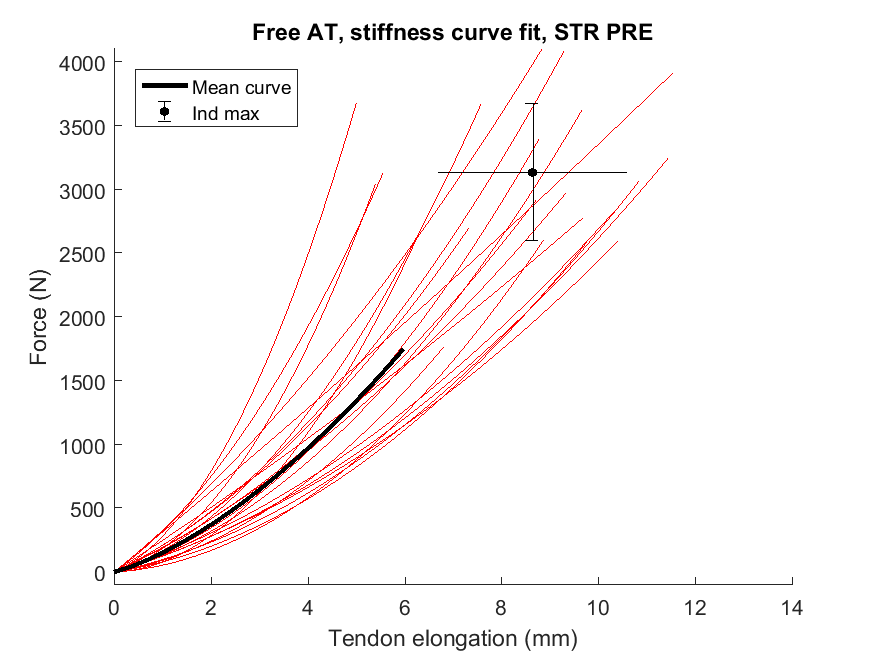 Free AT, stiffness curve fit, STR PRE
Mean curve
Ind max
4000
3500
3000
2500
2000
1500
1000
500
0
Force (N)
0 2 4 6 8 10 12 14
Tendon elongation (mm)